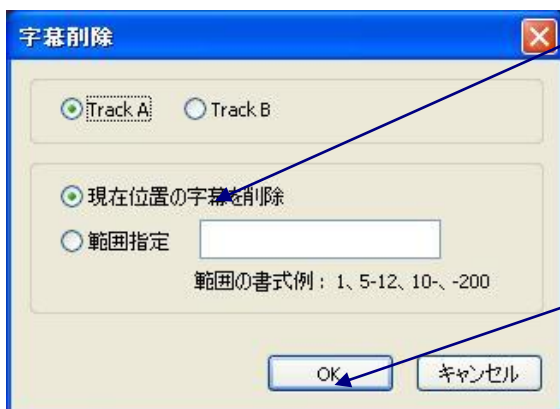 字幕削除
Track A Track B
現在位置の字幕を削除
範囲指定
範囲の書式例： 1、5-12、10-、-200
OK キャンセル